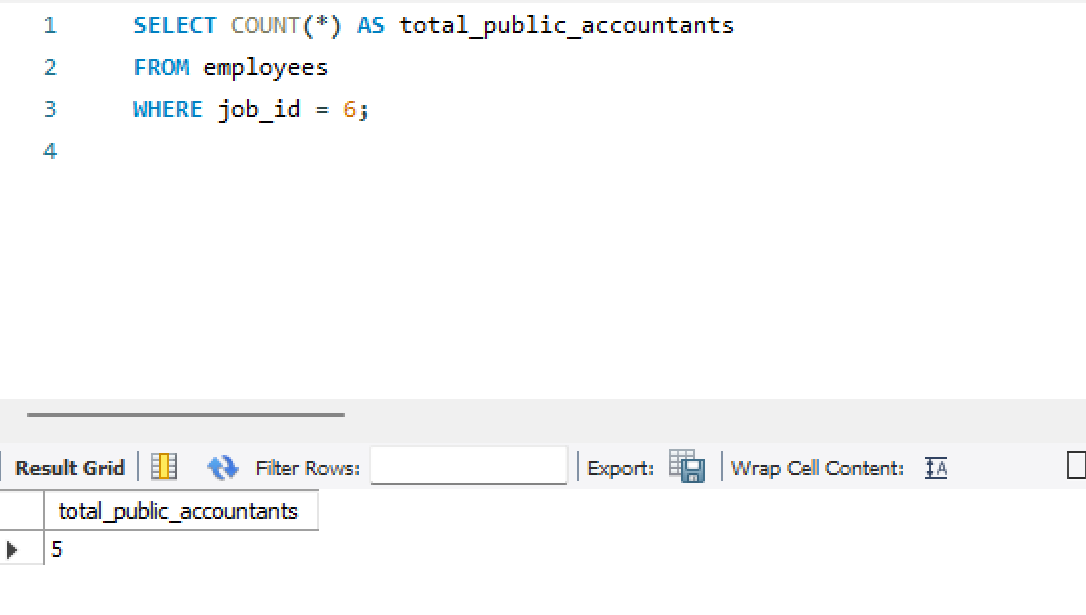 1 SELECT COUNT(*) AS total_public_accountants
2 FROM employees
3 WHERE job_id = 6;
4
Result Grid Filter Rows: Export: Wrap Cell Content: IA
total_public_accountants
5